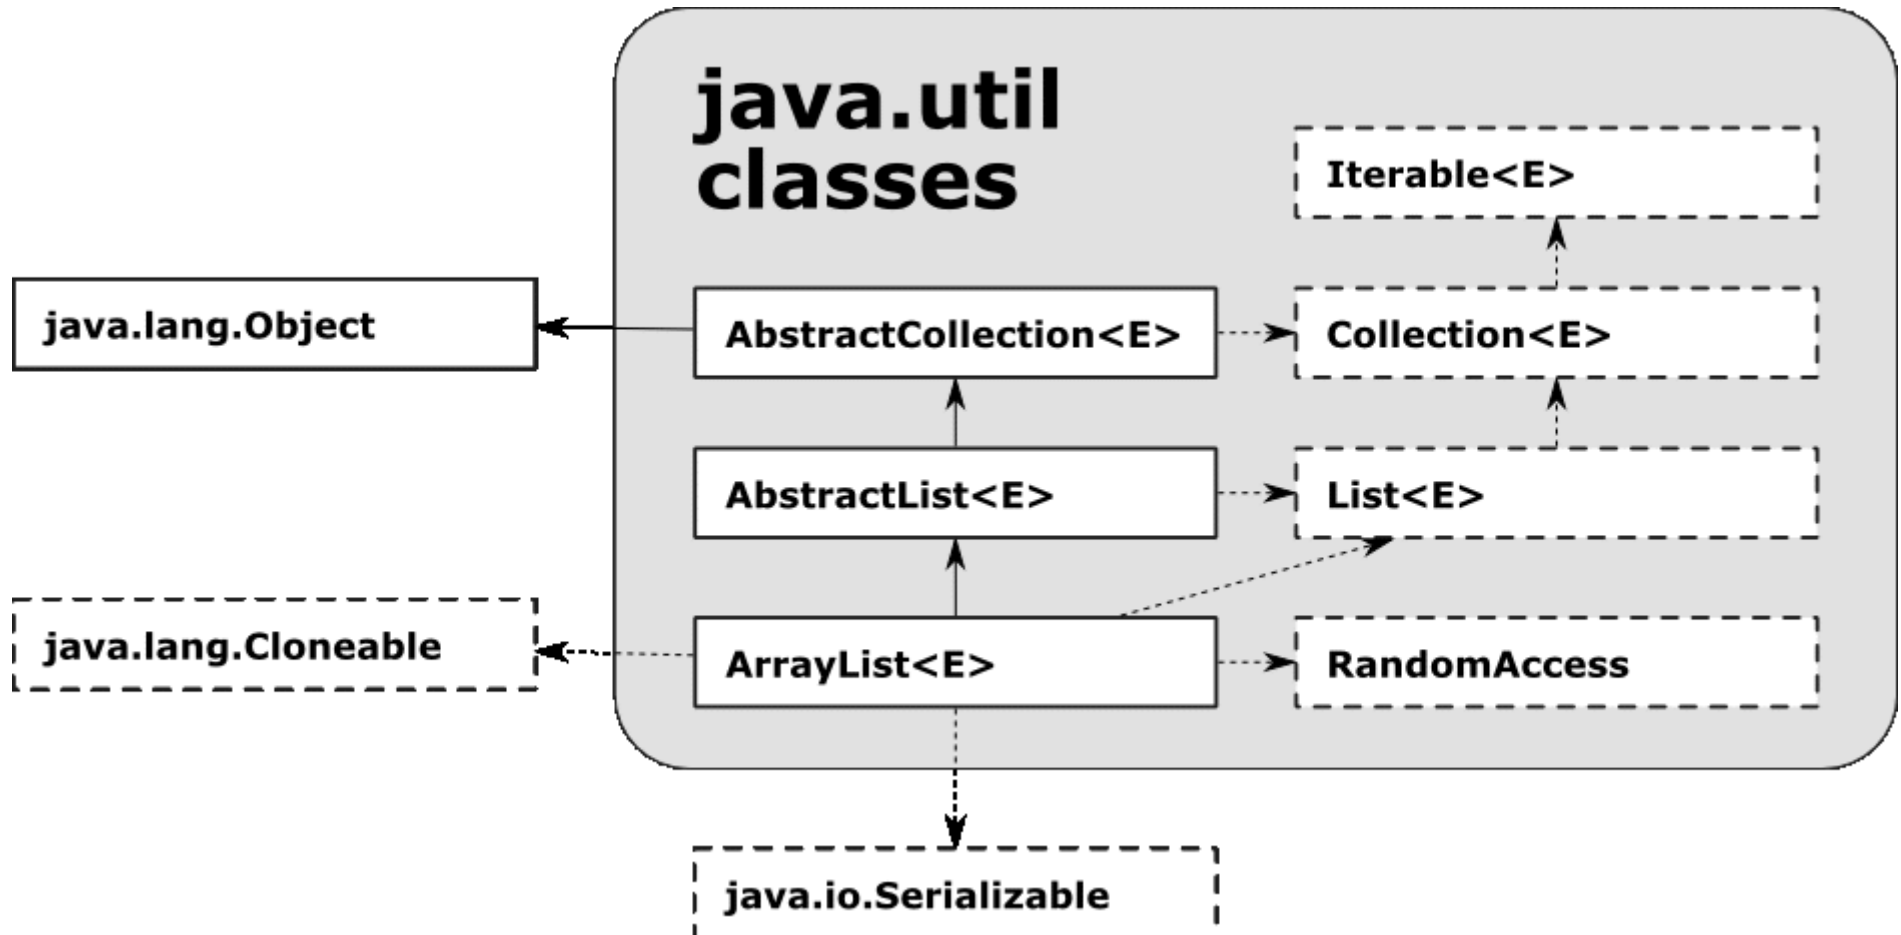 java.util
classes
Iterable<E>
java.lang.Object
AbstractCollection<E>
Collection<E>
AbstractList<E>
List<E>
java.lang.Cloneable
ArrayList<E>
RandomAccess
java.io.Serializable